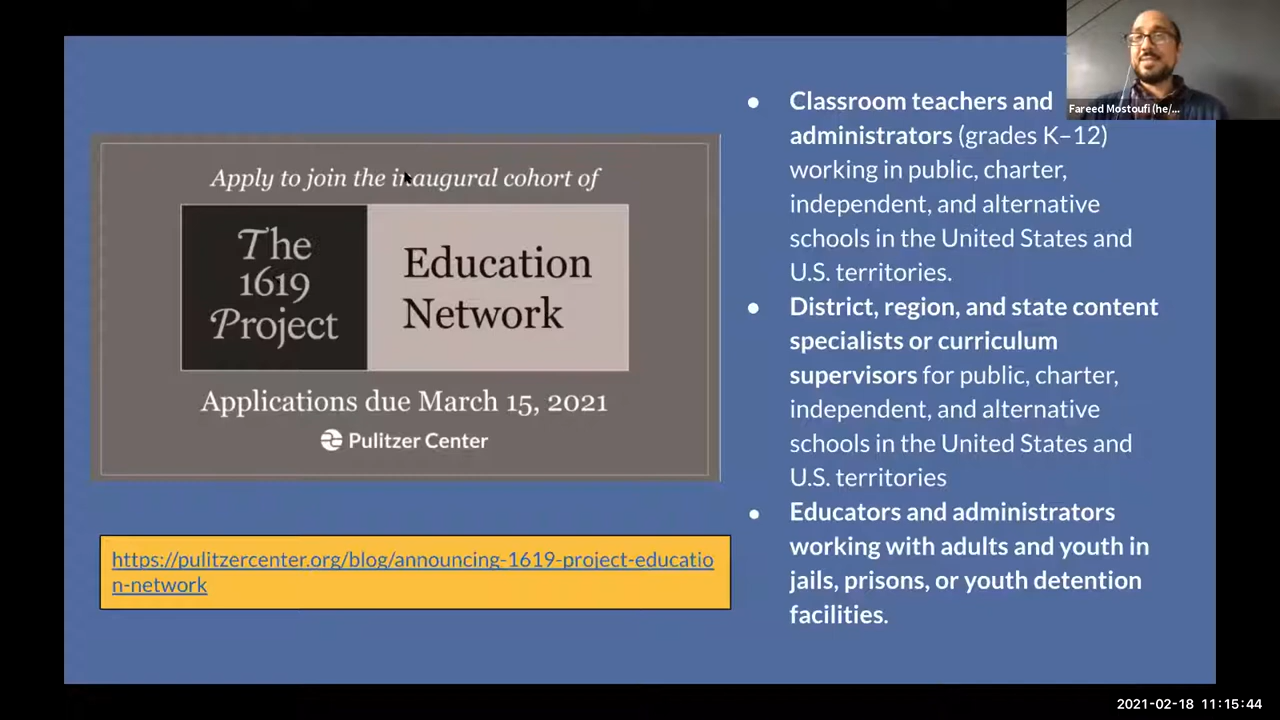 Apply to join the inaugural cohort of
The
1619
Project
Education
Network
Applications due March 15, 2021
Pulitzer Center
https://pulitzercenter.org/blog/announcing-1619-project-educatio
n-network
● Classroom teachers and
administrators (grades K–12)
working in public, charter,
independent, and alternative
schools in the United States and
U.S. territories.
● District, region, and state content
specialists or curriculum
supervisors for public, charter,
independent, and alternative
schools in the United States and
U.S. territories
● Educators and administrators
working with adults and youth in
jails, prisons, or youth detention
facilities.
Fareed Mostoufi (he/...
2021-02-18 11:15:44